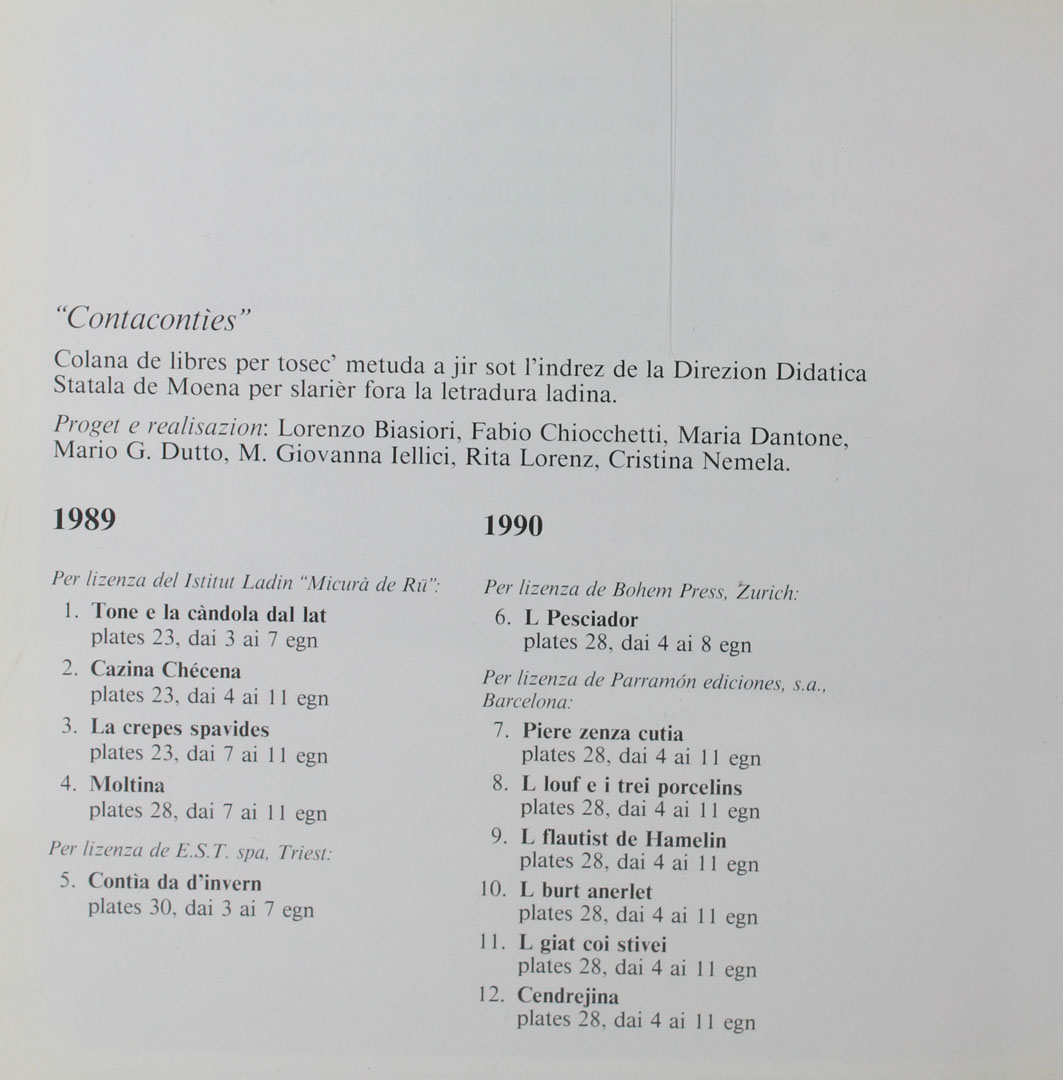 “Contacontìes”
Colana de libres per tosec’ metuda a jir sot l’indrez de la Direzion Didatica
Statala de Moena per slarièr fora la letradura ladina.
Proget e realisazion: Lorenzo Biasiori, Fabio Chiocchetti, Maria Dantone,
Mario G. Dutto, M. Giovanna Iellici, Rita Lorenz, Cristina Nemela.
1989
Per lizenza del Istitut Ladin “Micurà de Rü”:
1. Tone e la càndola dal lat
plates 23, dai 3 ai 7 egn
2. Cazina Chécena
plates 23, dai 4 ai 11 egn
3. La crepes spavides
plates 23, dai 7 ai 11 egn
4. Moltina
plates 28, dai 7 ai 11 egn
Per lizenza de E.S.T. spa, Triest:
5. Contìa da d’invern
plates 30, dai 3 ai 7 egn
1990
Per lizenza de Bohem Press, Zurich:
6. L Pesciador
plates 28, dai 4 ai 8 egn
Per lizenza de Parramón ediciones, s.a.,
Barcelona:
7. Piere zenza cutia
plates 28, dai 4 ai 11 egn
8. L louf e i trei porcelins
plates 28, dai 4 ai 11 egn
9. L flautist de Hamelin
plates 28, dai 4 ai 11 egn
10. L burt anerlet
plates 28, dai 4 ai 11 egn
11. L giat coi stivei
plates 28, dai 4 ai 11 egn
12. Cendrejina
plates 28, dai 4 ai 11 egn